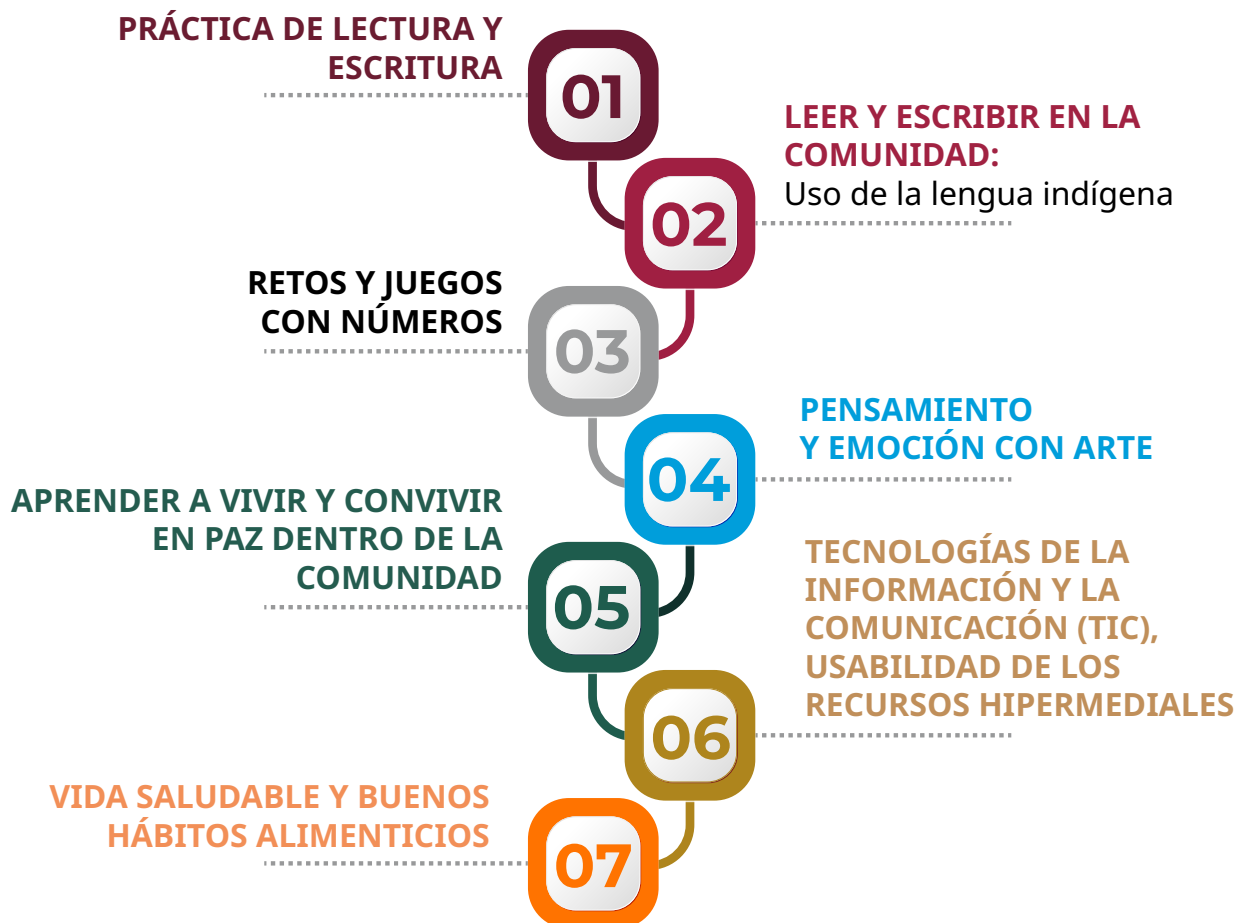 PRÁCTICA DE LECTURA Y
ESCRITURA
01
LEER Y ESCRIBIR EN LA
COMUNIDAD:
Uso de la lengua indígena
02
RETOS Y JUEGOS
CON NÚMEROS
03
PENSAMIENTO
Y EMOCIÓN CON ARTE
04
APRENDER A VIVIR Y CONVIVIR
EN PAZ DENTRO DE LA
COMUNIDAD
05
TECNOLOGÍAS DE LA
INFORMACIÓN Y LA
COMUNICACIÓN (TIC),
USABILIDAD DE LOS
RECURSOS HIPERMEDIALES
06
VIDA SALUDABLE Y BUENOS
HÁBITOS ALIMENTICIOS
07